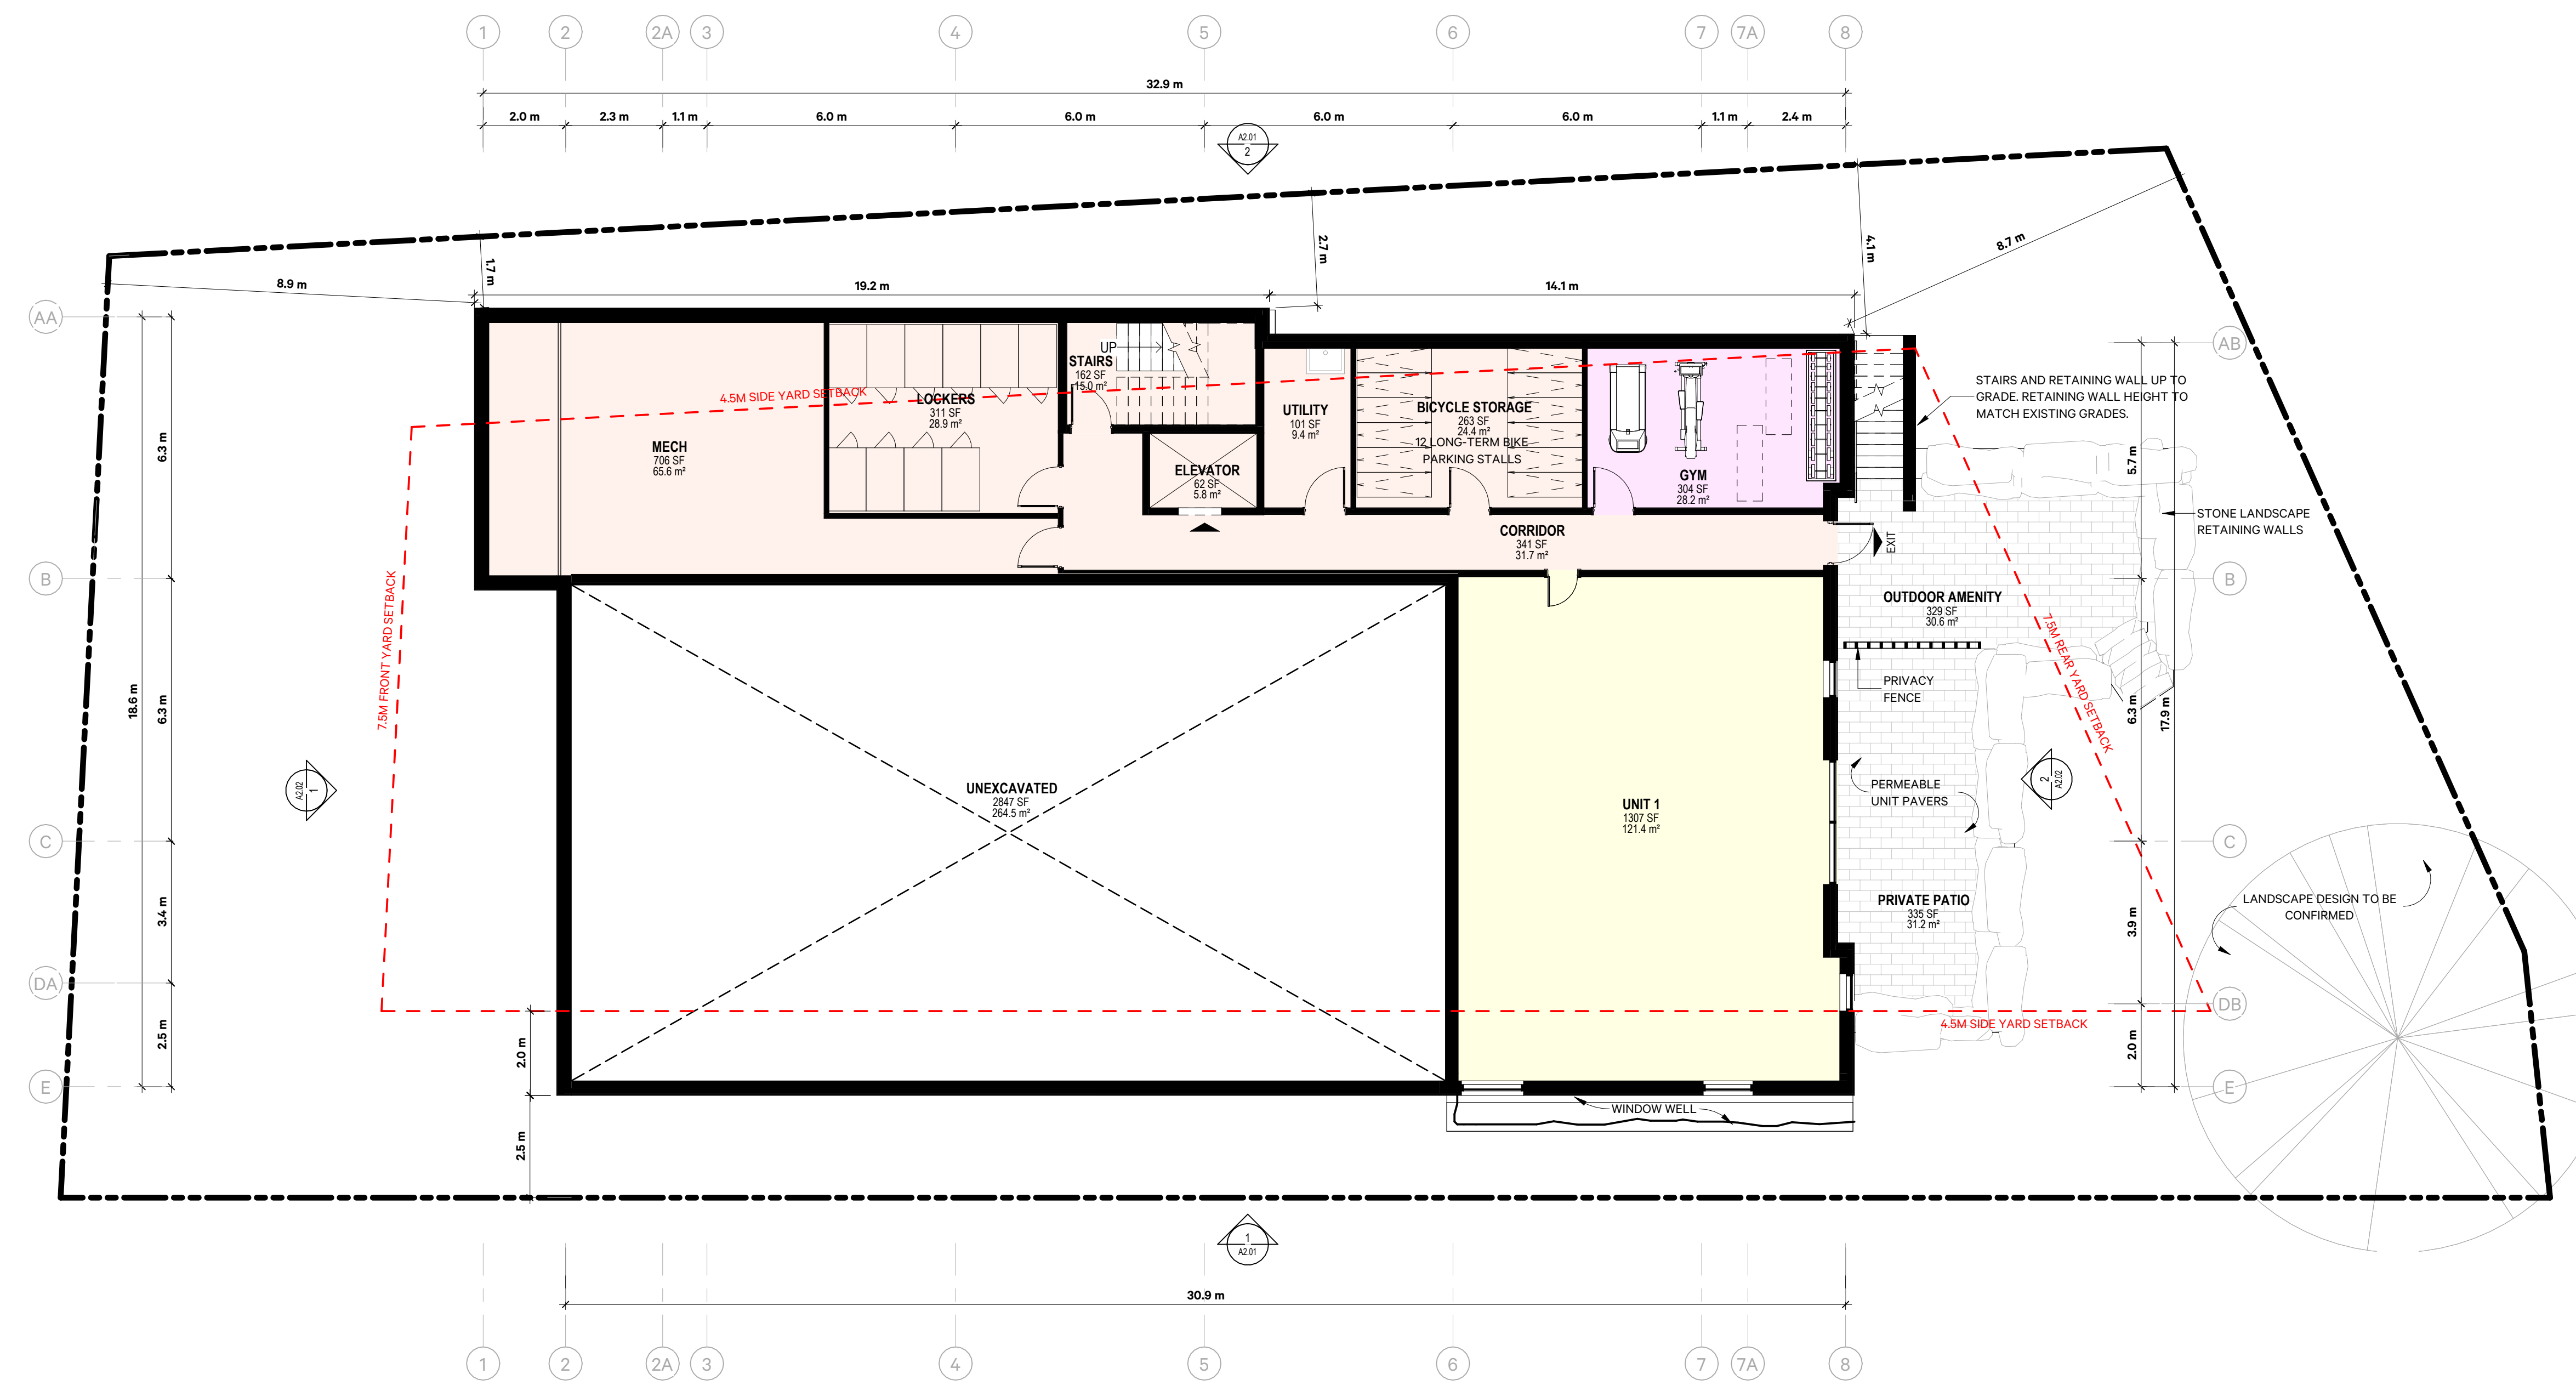 1 2 2A 3 4 5 6 7 7A 8
32.9 m
2.0 m 2.3 m 1.1 m 6.0 m 6.0 m 6.0 m 6.0 m 1.1 m 2.4 m
A2.01
2
8.9 m
1.7 m
19.2 m
2.7 m
14.1 m
4.1 m
8.7 m
AA
AB
UP
STAIRS
162 SF
15.0 m²
4.5M SIDE YARD SETBACK
LOCKERS
311 SF
28.9 m²
MECH
706 SF
65.6 m²
ELEVATOR
62 SF
5.8 m²
UTILITY
101 SF
9.4 m²
BICYCLE STORAGE
263 SF
24.4 m²
12 LONG-TERM BIKE
PARKING STALLS
GYM
304 SF
28.2 m²
STAIRS AND RETAINING WALL UP TO
GRADE. RETAINING WALL HEIGHT TO
MATCH EXISTING GRADES.
STONE LANDSCAPE
RETAINING WALLS
CORRIDOR
341 SF
31.7 m²
EXIT
6.3 m
5.7 m
B
B
OUTDOOR AMENITY
329 SF
30.6 m²
7.5M FRONT YARD SETBACK
7.5M REAR YARD SETBACK
PRIVACY
FENCE
18.6 m
6.3 m
6.3 m
17.9 m
A2.02
1
2
A2.02
UNEXCAVATED
2847 SF
264.5 m²
UNIT 1
1307 SF
121.4 m²
PERMEABLE
UNIT PAVERS
C
C
3.4 m
3.9 m
PRIVATE PATIO
335 SF
31.2 m²
LANDSCAPE DESIGN TO BE
CONFIRMED
DA
DB
4.5M SIDE YARD SETBACK
2.5 m
2.0 m
2.0 m
E
E
WINDOW WELL
2.5 m
1
A2.01
30.9 m
1 2 2A 3 4 5 6 7 7A 8